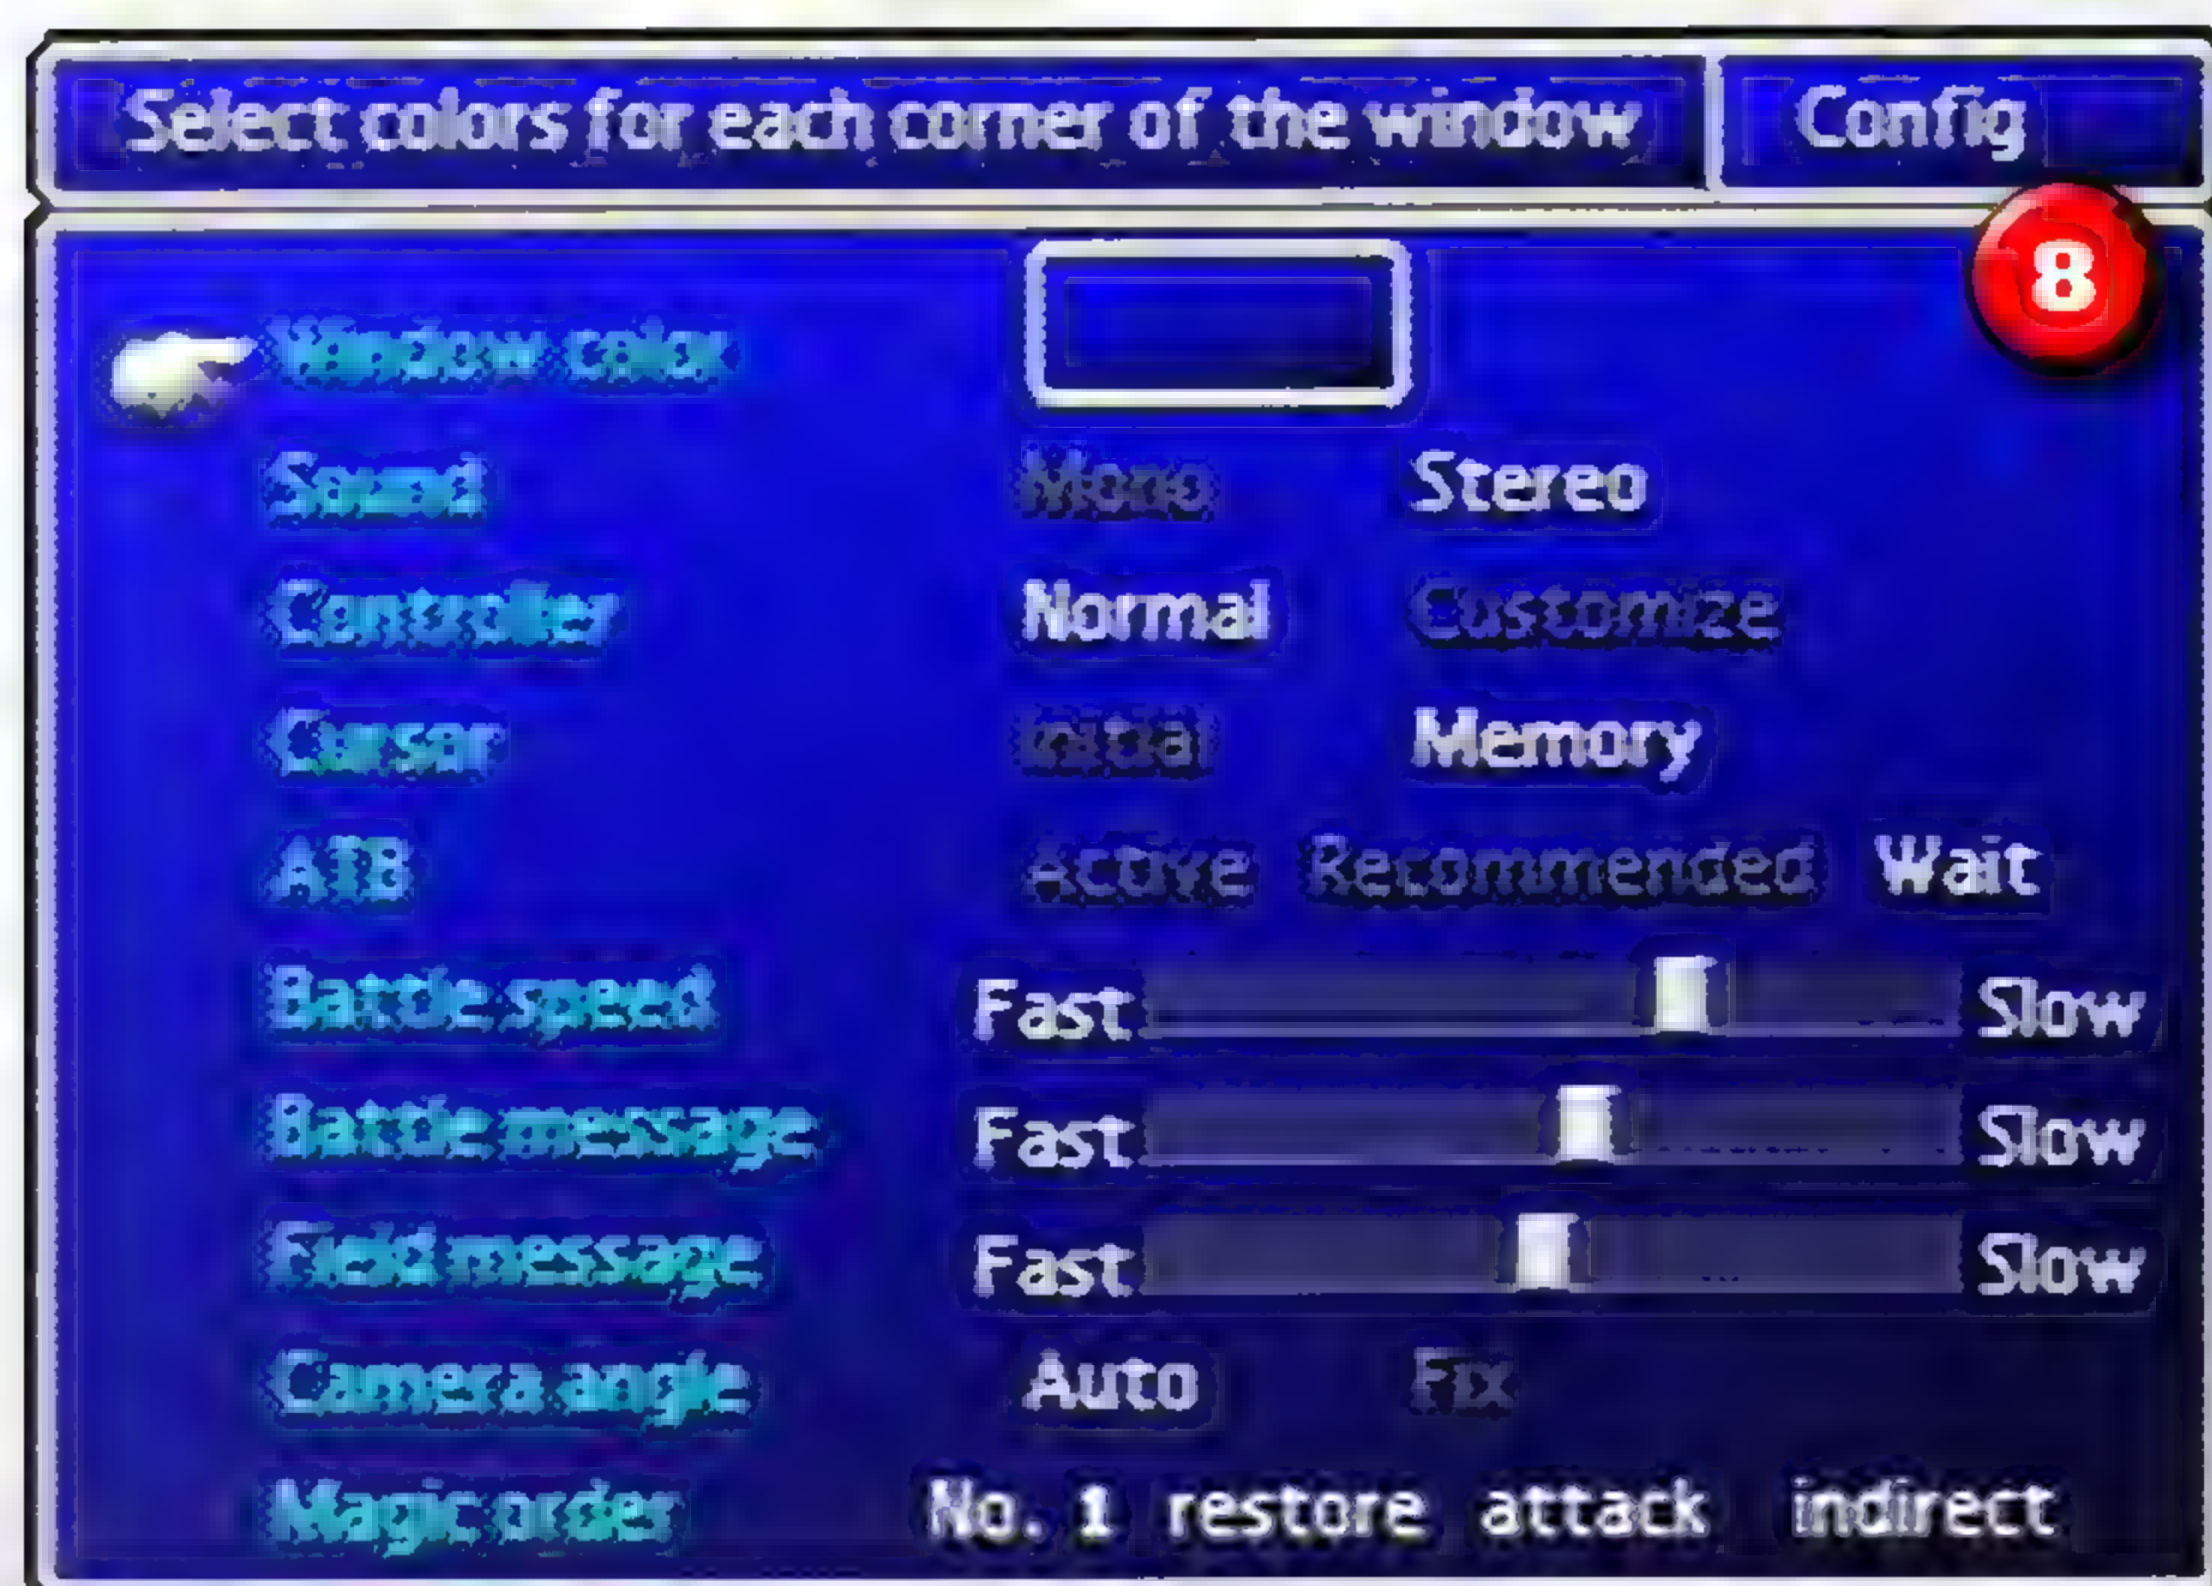 Select colors for each corner of the window Config
8
Window color
Sound Mono Stereo
Controller Normal Customize
Cursor Initial Memory
ATB Active Recommended Wait
Battle speed Fast Slow
Battle message Fast Slow
Field message Fast Slow
Camera angle Auto Fix
Magic order No. 1 restore attack indirect